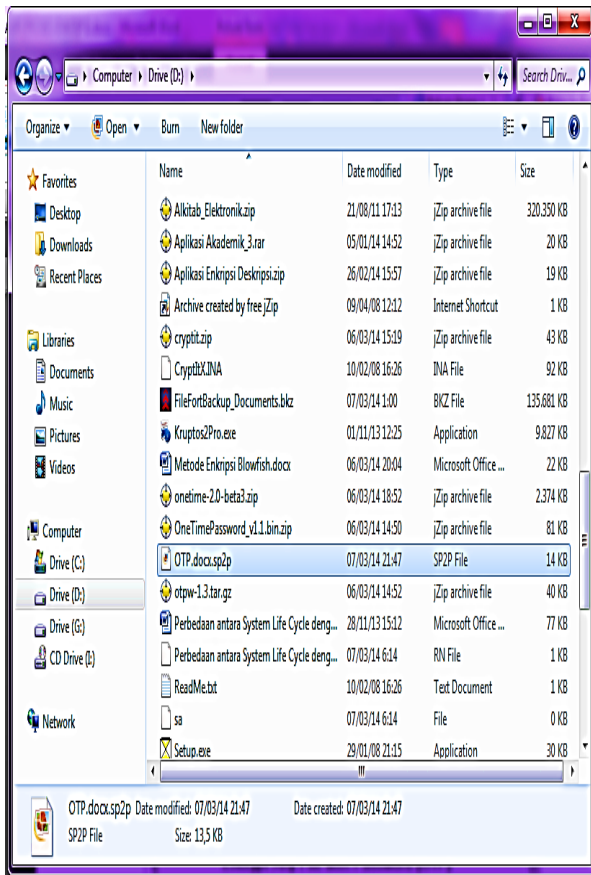 Computer Drive (D:) Search Driv...
Organize Open Burn New folder
Favorites
Desktop
Downloads
Recent Places
Libraries
Documents
Music
Pictures
Videos
Computer
Drive (C:)
Drive (D:)
Drive (G:)
CD Drive (I:)
Network
Name Date modified Type Size
Alkitab_Elektronik.zip 21/08/11 17:13 jZip archive file 320.350 KB
Aplikasi Akademik_3.rar 05/01/14 14:52 jZip archive file 20 KB
Aplikasi Enkripsi Deskripsi.zip 26/02/14 15:57 jZip archive file 19 KB
Archive created by free jZip 09/04/08 12:12 Internet Shortcut 1 KB
cryptit.zip 06/03/14 15:19 jZip archive file 43 KB
CryptItX.INA 10/02/08 16:26 INA File 92 KB
FileFortBackup_Documents.bkz 07/03/14 1:00 BKZ File 135.681 KB
Kruptos2Pro.exe 01/11/13 12:25 Application 9.827 KB
Metode Enkripsi Blowfish.docx 06/03/14 20:04 Microsoft Office ... 22 KB
onetime-2.0-beta3.zip 06/03/14 18:52 jZip archive file 2.374 KB
OneTimePassword_v1.1.bin.zip 06/03/14 14:50 jZip archive file 81 KB
OTP.docx.sp2p 07/03/14 21:47 SP2P File 14 KB
otpw-1.3.tar.gz 06/03/14 14:52 jZip archive file 40 KB
Perbedaan antara System Life Cycle deng... 28/11/13 15:12 Microsoft Office ... 77 KB
Perbedaan antara System Life Cycle deng... 07/03/14 6:14 RN File 1 KB
ReadMe.txt 10/02/08 16:26 Text Document 1 KB
sa 07/03/14 6:14 File 0 KB
Setup.exe 29/01/08 21:15 Application 30 KB
OTP.docx.sp2p Date modified: 07/03/14 21:47 Date created: 07/03/14 21:47
SP2P File Size: 13,5 KB